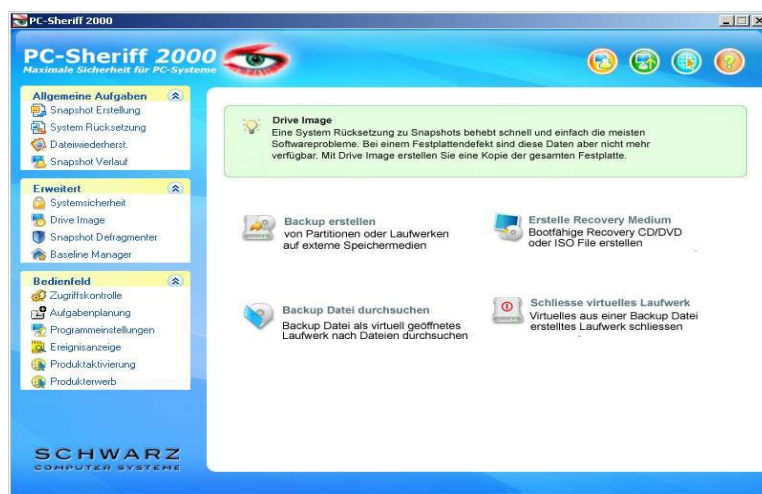 PC-Sheriff 2000
PC-Sheriff 2000
Maximale Sicherheit für PC-Systeme
Allgemeine Aufgaben
Snapshot Erstellung
System Rücksetzung
Dateiwiederherst.
Snapshot Verlauf
Erweitert
Systemsicherheit
Drive Image
Snapshot Defragmenter
Baseline Manager
Bedienfeld
Zugriffskontrolle
Aufgabenplanung
Programmeinstellungen
Ereignisanzeige
Produktaktivierung
Produkterwerb
SCHWARZ
COMPUTER SYSTEME
Drive Image
Eine System Rücksetzung zu Snapshots behebt schnell und einfach die meisten
Softwareprobleme. Bei einem Festplattendefekt sind diese Daten aber nicht mehr
verfügbar. Mit Drive Image erstellen Sie eine Kopie der gesamten Festplatte.
Backup erstellen
von Partitionen oder Laufwerken
auf externe Speichermedien
Erstelle Recovery Medium
Bootfähige Recovery CD/DVD
oder ISO File erstellen
Backup Datei durchsuchen
Backup Datei als virtuell geöffnetes
Laufwerk nach Dateien durchsuchen
Schliesse virtuelles Laufwerk
Virtuelles aus einer Backup Datei
erstelltes Laufwerk schliessen